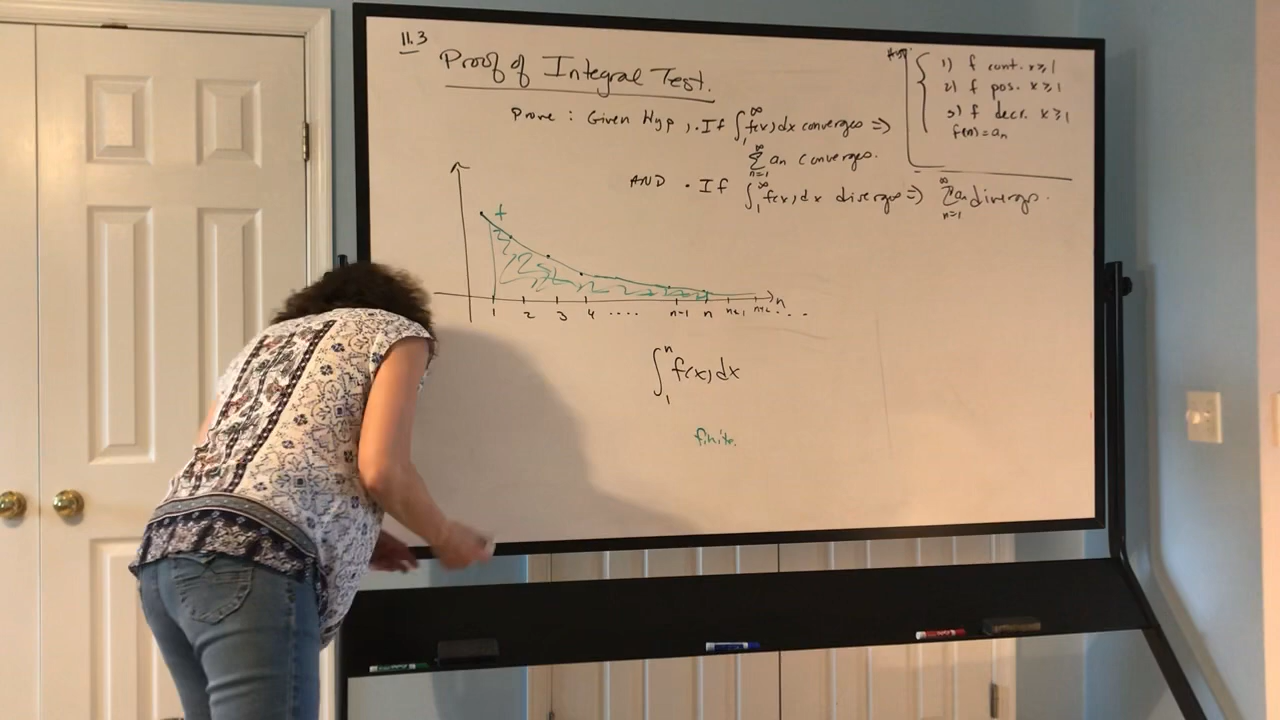 11.3
Proof of Integral Test.
Prove : Given Hyp, . If ∫₁^∞ f(x) dx converges ⇒
∑_{n=1}^∞ an converges.
AND . If ∫₁^∞ f(x) dx diverges ⇒ ∑_{n=1}^∞ an diverges.
Hyp
1) f cont. x ≥ 1
2) f pos. x ≥ 1
3) f decr. x ≥ 1
f(n) = an
f
1 2 3 4 .... n-1 n n+1 n+2 ... n
∫₁ⁿ f(x) dx
finite.